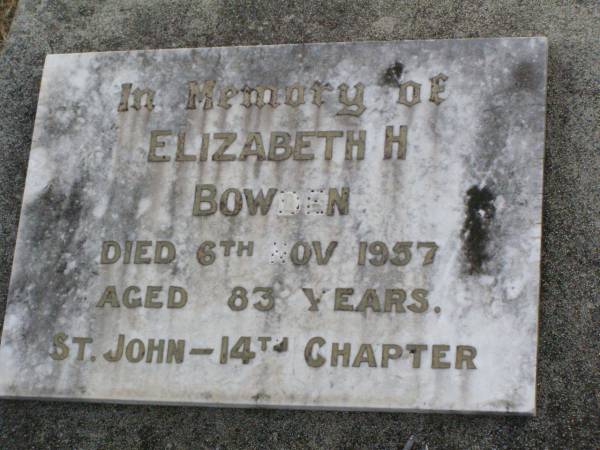 In Memory of
ELIZABETH H
BOWDEN
DIED 6TH NOV 1957
AGED 83 YEARS.
ST. JOHN - 14TH CHAPTER